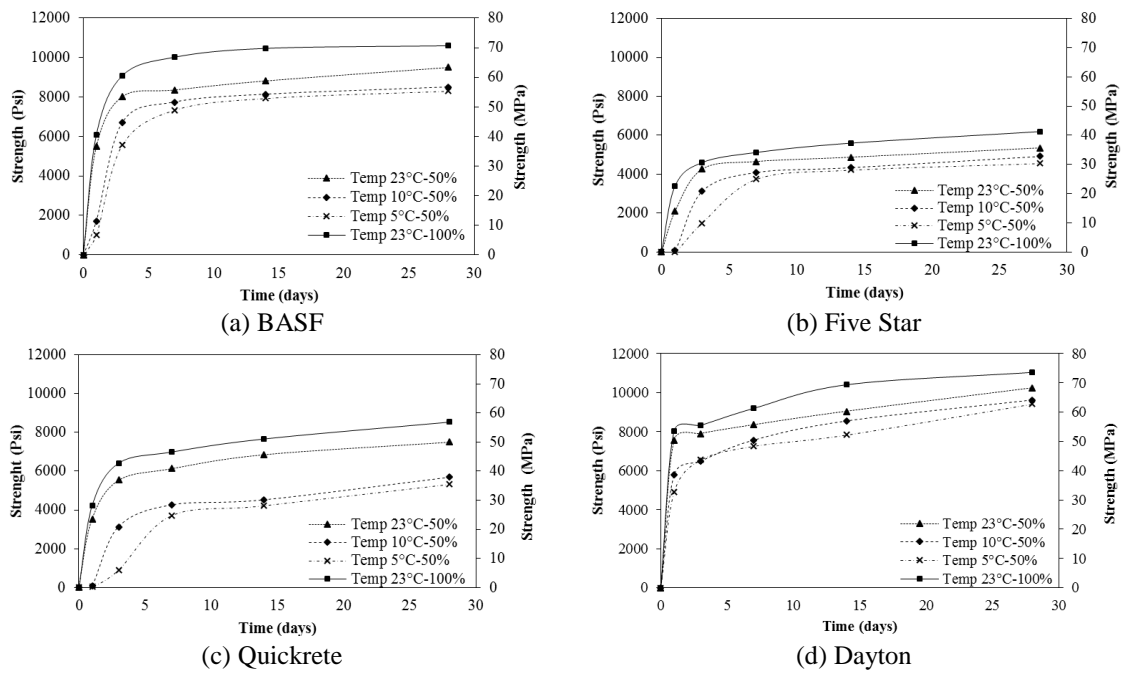 12000
10000
8000
6000
4000
2000
0
80
70
60
50
40
30
20
10
0
0 5 10 15 20 25 30
Strength (Psi)
Strength (MPa)
Time (days)
Temp 23°C-50%
Temp 10°C-50%
Temp 5°C-50%
Temp 23°C-100%
(a) BASF
12000
10000
8000
6000
4000
2000
0
80
70
60
50
40
30
20
10
0
0 5 10 15 20 25 30
Strength (Psi)
Strength (MPa)
Time (days)
Temp 23°C-50%
Temp 10°C-50%
Temp 5°C-50%
Temp 23°C-100%
(b) Five Star
12000
10000
8000
6000
4000
2000
0
80
70
60
50
40
30
20
10
0
0 5 10 15 20 25 30
Strenght (Psi)
Strength (MPa)
Time (days)
Temp 23°C-50%
Temp 10°C-50%
Temp 5°C-50%
Temp 23°C-100%
(c) Quickrete
12000
10000
8000
6000
4000
2000
0
80
70
60
50
40
30
20
10
0
0 5 10 15 20 25 30
Strength (Psi)
Strength (MPa)
Time (days)
Temp 23°C-50%
Temp 10°C-50%
Temp 5°C-50%
Temp 23°C-100%
(d) Dayton